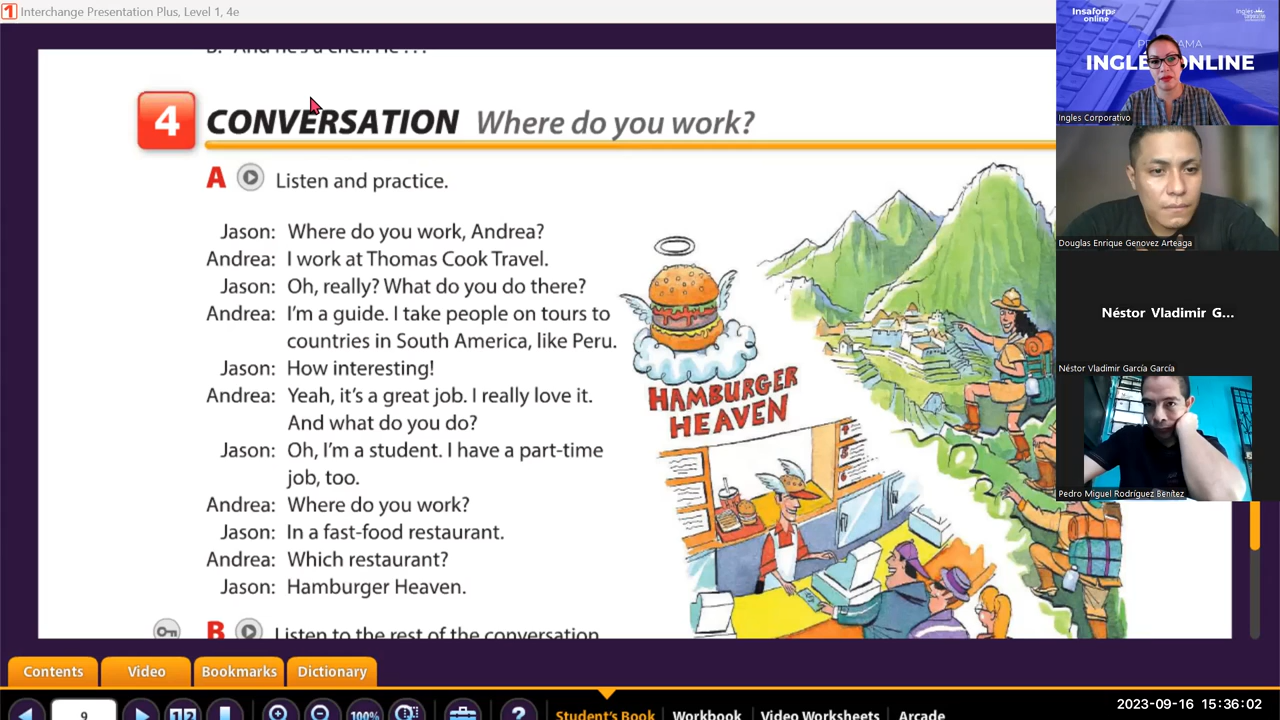 Interchange Presentation Plus, Level 1, 4e
4 CONVERSATION Where do you work?
A Listen and practice.
Jason: Where do you work, Andrea?
Andrea: I work at Thomas Cook Travel.
Jason: Oh, really? What do you do there?
Andrea: I'm a guide. I take people on tours to
countries in South America, like Peru.
Jason: How interesting!
Andrea: Yeah, it's a great job. I really love it.
And what do you do?
Jason: Oh, I'm a student. I have a part-time
job, too.
Andrea: Where do you work?
Jason: In a fast-food restaurant.
Andrea: Which restaurant?
Jason: Hamburger Heaven.
B Listen to the rest of the conversation
HAMBURGER
HEAVEN
Insaforp
online
INGLÉS ONLINE
Ingles Corporativo
Douglas Enrique Genovez Arteaga
Néstor Vladimir G...
Néstor Vladimir García García
Pedro Miguel Rodríguez Benítez
Contents Video Bookmarks Dictionary
9 100% ? Student's Book Workbook Video Worksheets Arcade
2023-09-16 15:36:02